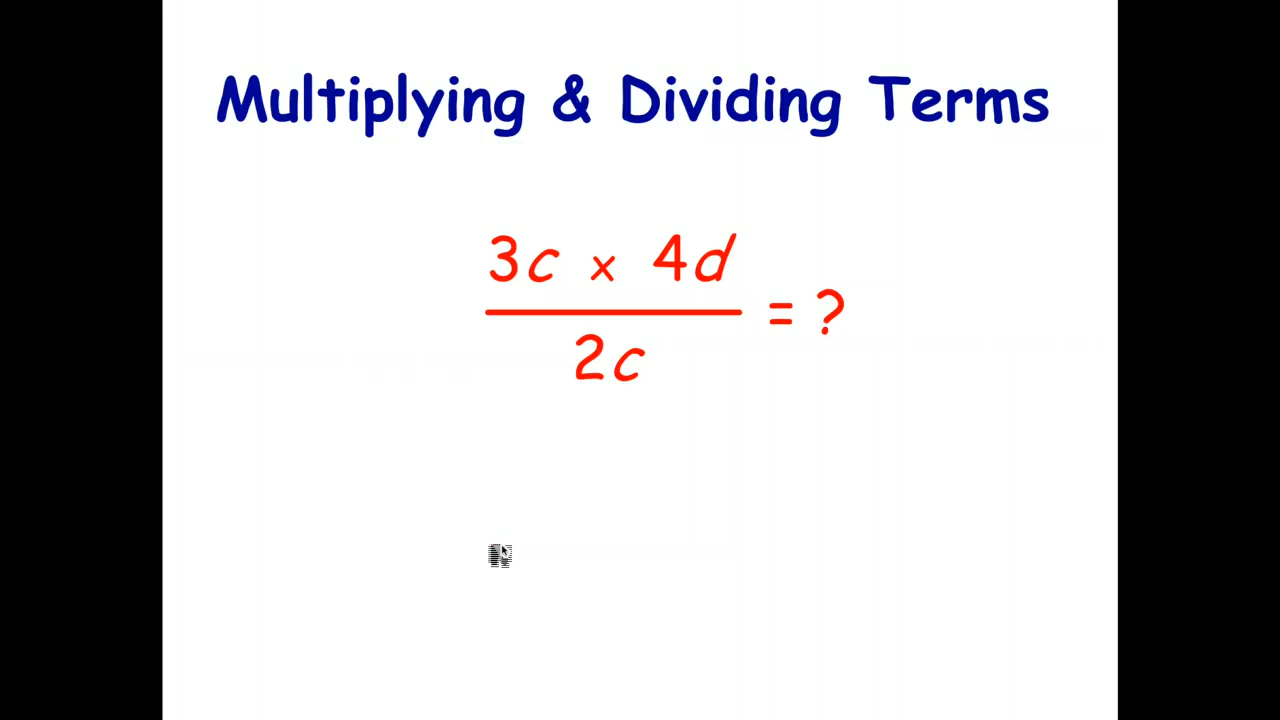 Multiplying & Dividing Terms
3c x 4d
= ?
2c